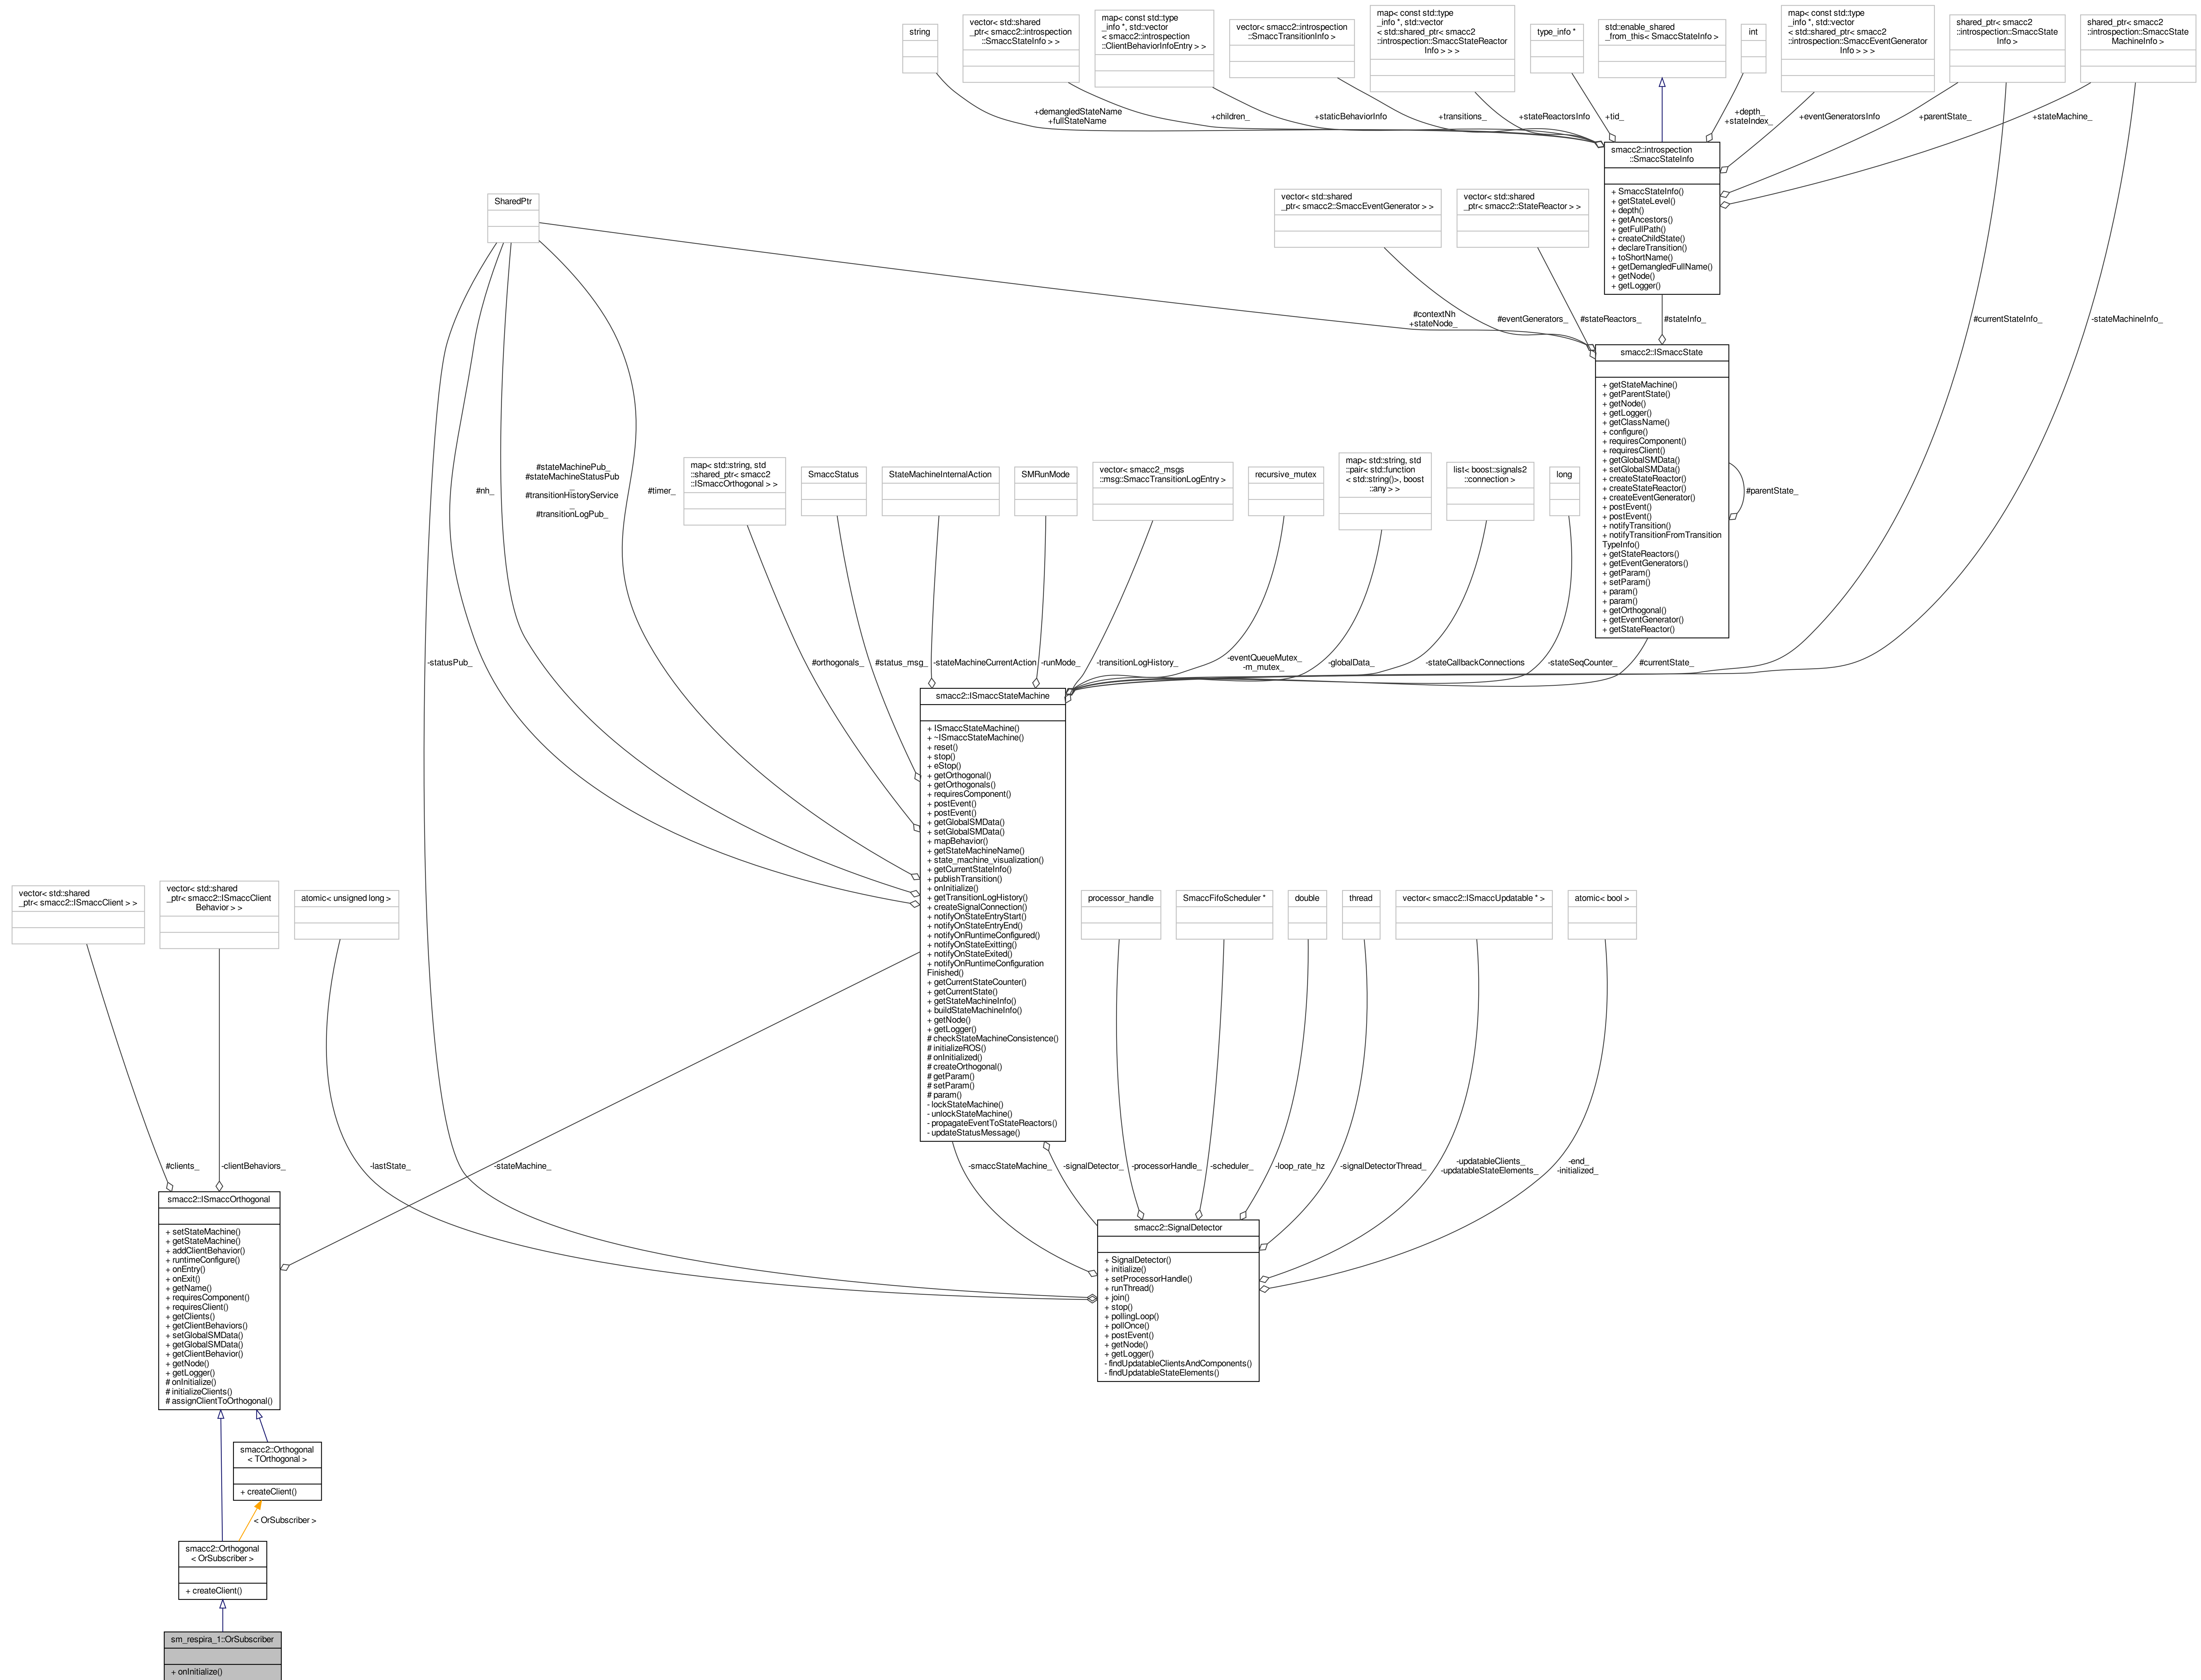 string
vector< std::shared
_ptr< smacc2::introspection
::SmaccStateInfo > >
map< const std::type
_info *, std::vector
< smacc2::introspection
::ClientBehaviorInfoEntry > >
vector< smacc2::introspection
::SmaccTransitionInfo >
map< const std::type
_info *, std::vector
< std::shared_ptr< smacc2
::introspection::SmaccStateReactor
Info > > >
type_info *
std::enable_shared
_from_this< SmaccStateInfo >
int
map< const std::type
_info *, std::vector
< std::shared_ptr< smacc2
::introspection::SmaccEventGenerator
Info > > >
shared_ptr< smacc2
::introspection::SmaccState
Info >
shared_ptr< smacc2
::introspection::SmaccState
MachineInfo >
+demangledStateName
+fullStateName
+children_
+staticBehaviorInfo
+transitions_
+stateReactorsInfo
+tid_
+depth_
+stateIndex_
+eventGeneratorsInfo
+parentState_
+stateMachine_
smacc2::introspection
::SmaccStateInfo
+ SmaccStateInfo()
+ getStateLevel()
+ depth()
+ getAncestors()
+ getFullPath()
+ createChildState()
+ declareTransition()
+ toShortName()
+ getDemangledFullName()
+ getNode()
+ getLogger()
SharedPtr
vector< std::shared
_ptr< smacc2::SmaccEventGenerator > >
vector< std::shared
_ptr< smacc2::StateReactor > >
#contextNh
+stateNode_
#eventGenerators_
#stateReactors_
#stateInfo_
#currentStateInfo_
-stateMachineInfo_
smacc2::ISmaccState
+ getStateMachine()
+ getParentState()
+ getNode()
+ getLogger()
+ getClassName()
+ configure()
+ requiresComponent()
+ requiresClient()
+ getGlobalSMData()
+ setGlobalSMData()
+ createStateReactor()
+ createStateReactor()
+ createEventGenerator()
+ postEvent()
+ postEvent()
+ notifyTransition()
+ notifyTransitionFromTransition
TypeInfo()
+ getStateReactors()
+ getEventGenerators()
+ getParam()
+ setParam()
+ param()
+ param()
+ getOrthogonal()
+ getEventGenerator()
+ getStateReactor()
#parentState_
#nh_
#stateMachinePub_
#stateMachineStatusPub
_
#transitionHistoryService
_
#transitionLogPub_
#timer_
map< std::string, std
::shared_ptr< smacc2
::ISmaccOrthogonal > >
SmaccStatus
StateMachineInternalAction
SMRunMode
vector< smacc2_msgs
::msg::SmaccTransitionLogEntry >
recursive_mutex
map< std::string, std
::pair< std::function
< std::string()>, boost
::any > >
list< boost::signals2
::connection >
long
-statusPub_
#orthogonals_
#status_msg_
-stateMachineCurrentAction
-runMode_
-transitionLogHistory_
-eventQueueMutex_
-m_mutex_
-globalData_
-stateCallbackConnections
-stateSeqCounter_
#currentState_
smacc2::ISmaccStateMachine
+ ISmaccStateMachine()
+ ~ISmaccStateMachine()
+ reset()
+ stop()
+ eStop()
+ getOrthogonal()
+ getOrthogonals()
+ requiresComponent()
+ postEvent()
+ postEvent()
+ getGlobalSMData()
+ setGlobalSMData()
+ mapBehavior()
+ getStateMachineName()
+ state_machine_visualization()
+ getCurrentStateInfo()
+ publishTransition()
+ onInitialize()
+ getTransitionLogHistory()
+ createSignalConnection()
+ notifyOnStateEntryStart()
+ notifyOnStateEntryEnd()
+ notifyOnRuntimeConfigured()
+ notifyOnStateExitting()
+ notifyOnStateExited()
+ notifyOnRuntimeConfiguration
Finished()
+ getCurrentStateCounter()
+ getCurrentState()
+ getStateMachineInfo()
+ buildStateMachineInfo()
+ getNode()
+ getLogger()
# checkStateMachineConsistence()
# initializeROS()
# onInitialized()
# createOrthogonal()
# getParam()
# setParam()
# param()
- lockStateMachine()
- unlockStateMachine()
- propagateEventToStateReactors()
- updateStatusMessage()
vector< std::shared
_ptr< smacc2::ISmaccClient > >
vector< std::shared
_ptr< smacc2::ISmaccClient
Behavior > >
atomic< unsigned long >
processor_handle
SmaccFifoScheduler *
double
thread
vector< smacc2::ISmaccUpdatable * >
atomic< bool >
#clients_
-clientBehaviors_
-lastState_
-stateMachine_
-smaccStateMachine_
-signalDetector_
-processorHandle_
-scheduler_
-loop_rate_hz
-signalDetectorThread_
-updatableClients_
-updatableStateElements_
-end_
-initialized_
smacc2::ISmaccOrthogonal
+ setStateMachine()
+ getStateMachine()
+ addClientBehavior()
+ runtimeConfigure()
+ onEntry()
+ onExit()
+ getName()
+ requiresComponent()
+ requiresClient()
+ getClients()
+ getClientBehaviors()
+ setGlobalSMData()
+ getGlobalSMData()
+ getClientBehavior()
+ getNode()
+ getLogger()
# onInitialize()
# initializeClients()
# assignClientToOrthogonal()
smacc2::SignalDetector
+ SignalDetector()
+ initialize()
+ setProcessorHandle()
+ runThread()
+ join()
+ stop()
+ pollingLoop()
+ pollOnce()
+ postEvent()
+ getNode()
+ getLogger()
- findUpdatableClientsAndComponents()
- findUpdatableStateElements()
smacc2::Orthogonal
< TOrthogonal >
+ createClient()
< OrSubscriber >
smacc2::Orthogonal
< OrSubscriber >
+ createClient()
sm_respira_1::OrSubscriber
+ onInitialize()